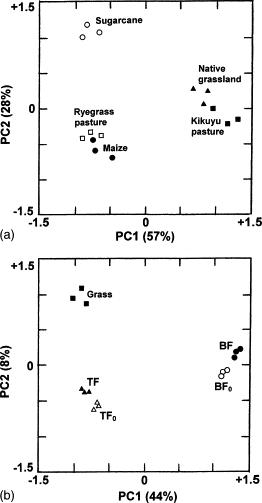 +1.5
Sugarcane
Native
grassland
PC2 (28%)
0
Ryegrass
pasture
Maize
Kikuyu
pasture
-1.5
-1.5
0
+1.5
(a)
PC1 (57%)
+1.5
Grass
PC2 (8%)
0
BF
BF0
TF
TF0
-1.5
-1.5
0
+1.5
(b)
PC1 (44%)